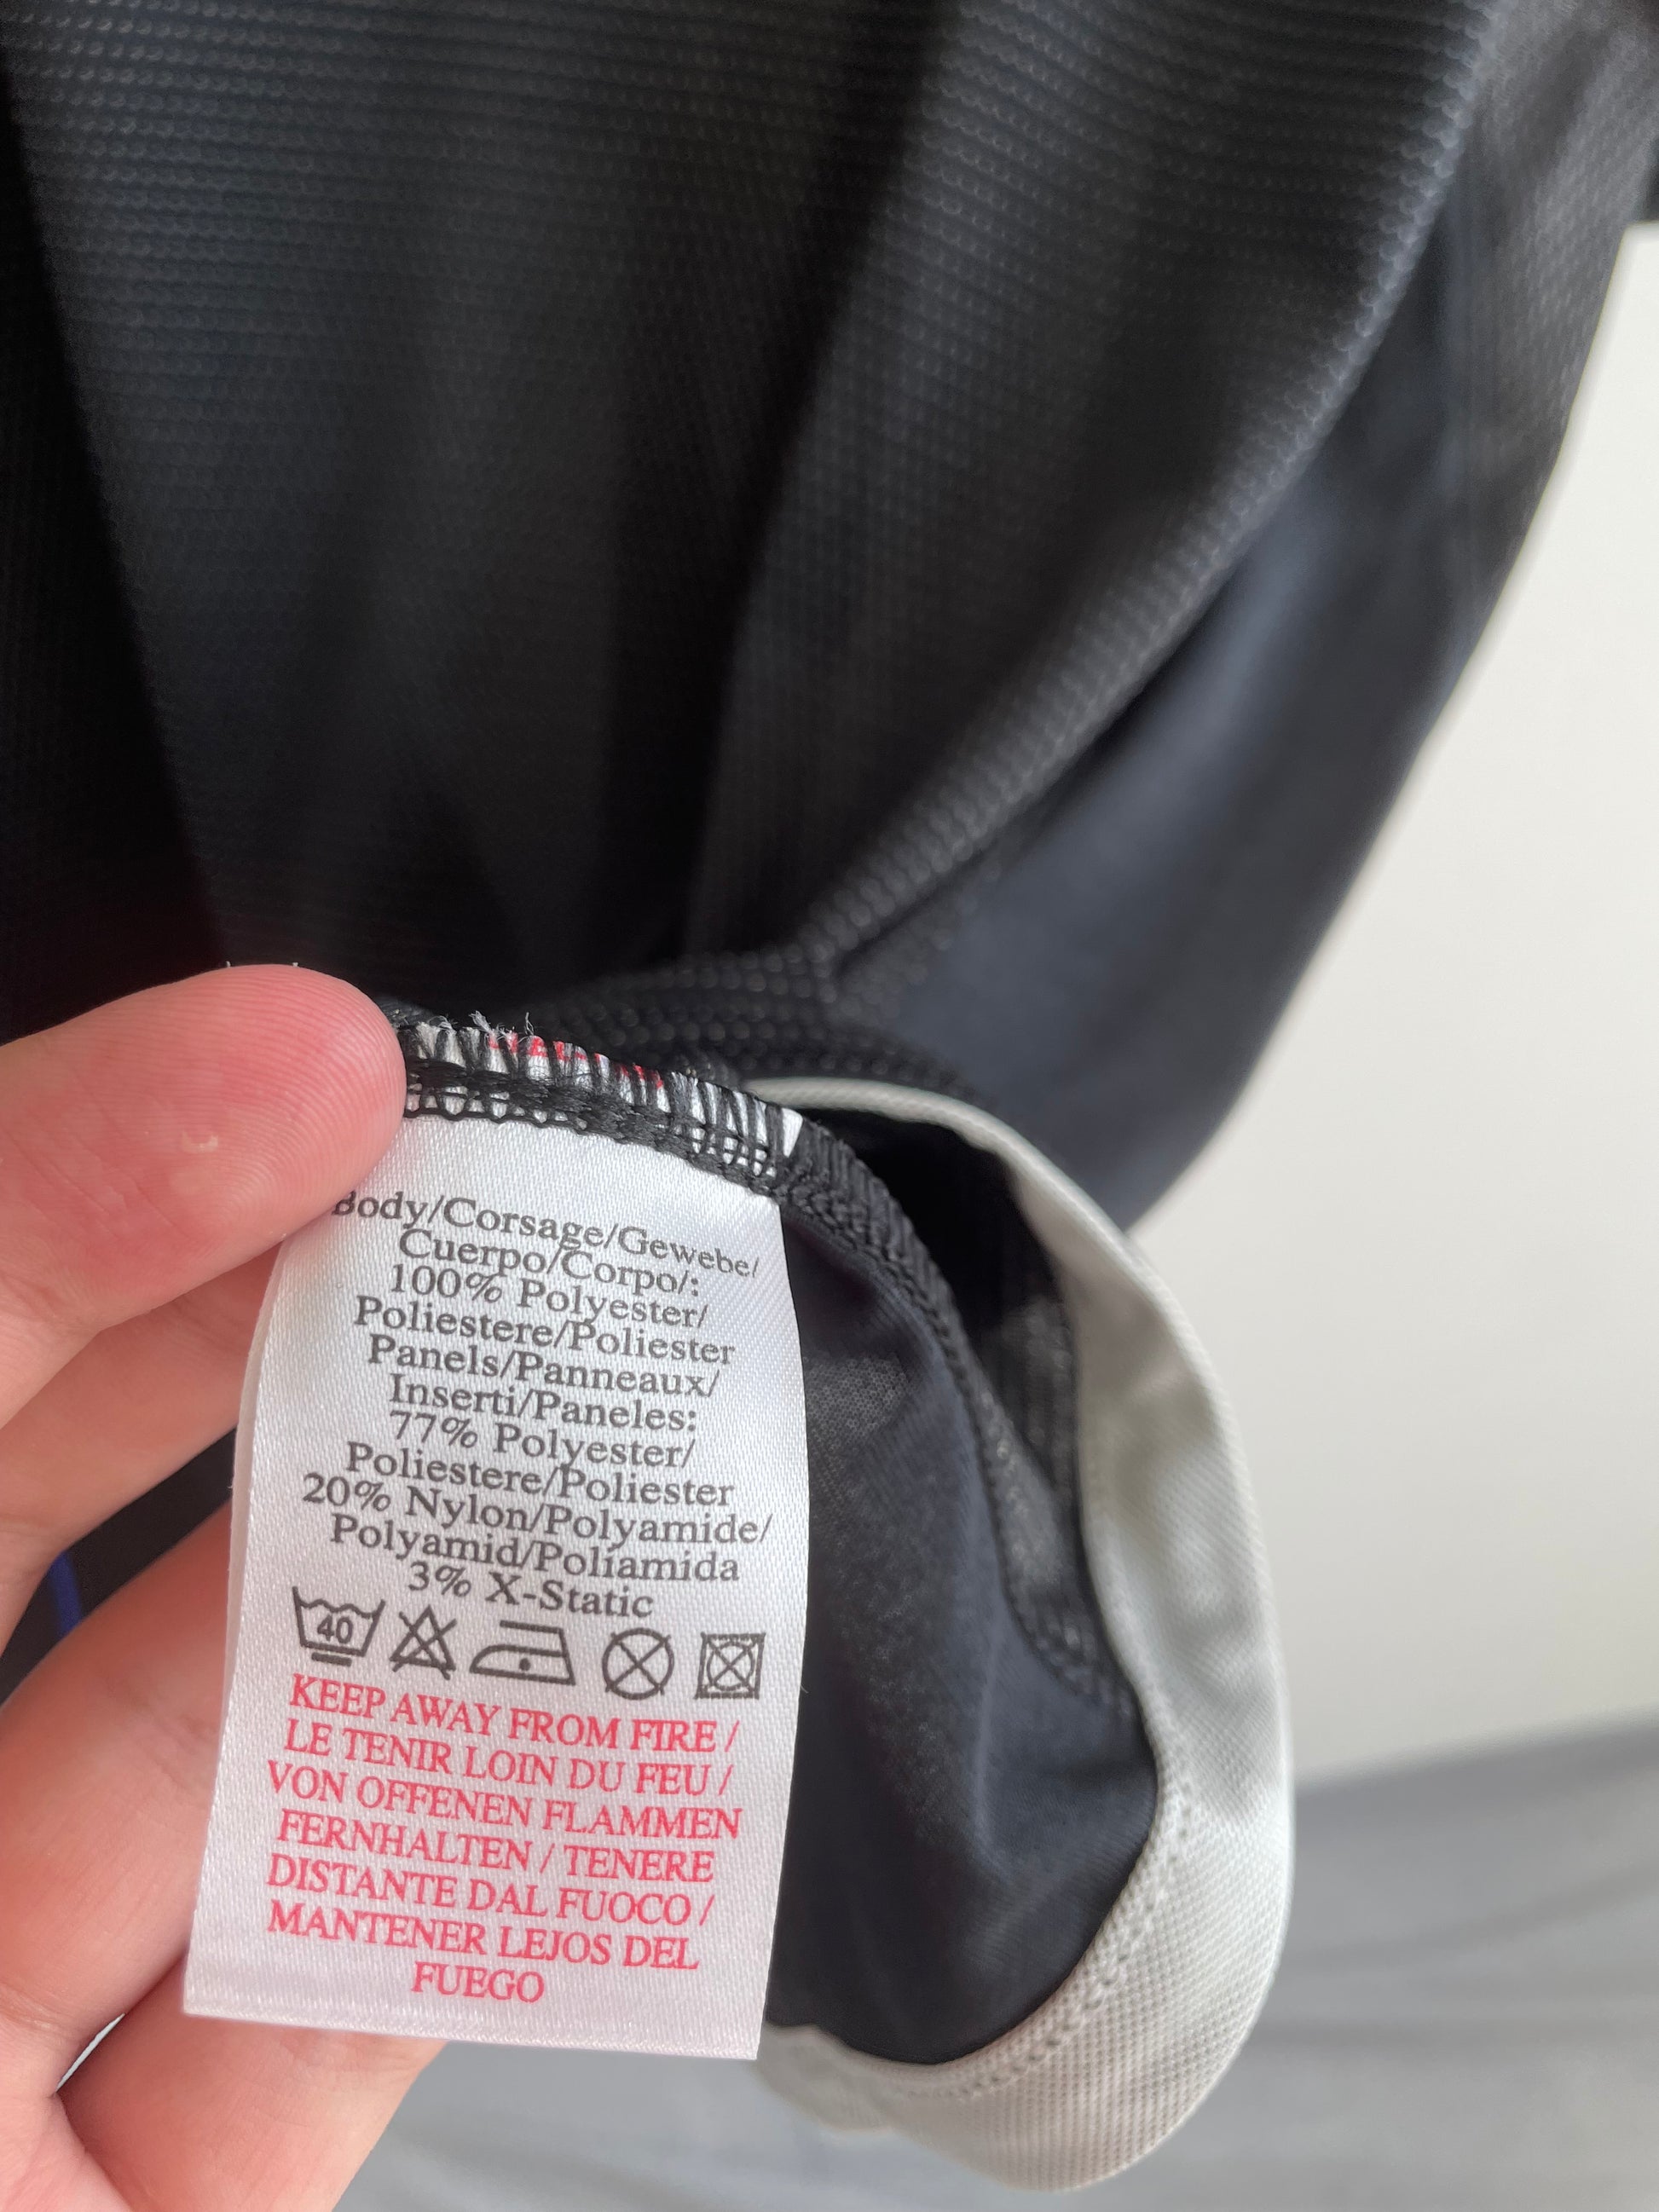 Body/Corsage/Gewebe/
Cuerpo/Corpo/:
100% Polyester/
Poliestere/Poliester
Panels/Panneaux/
Inserti/Paneles:
77% Polyester/
Poliestere/Poliester
20% Nylon/Polyamide/
Polyamid/Poliamida
3% X-Static
40
KEEP AWAY FROM FIRE /
LE TENIR LOIN DU FEU /
VON OFFENEN FLAMMEN
FERNHALTEN / TENERE
DISTANTE DAL FUOCO /
MANTENER LEJOS DEL
FUEGO